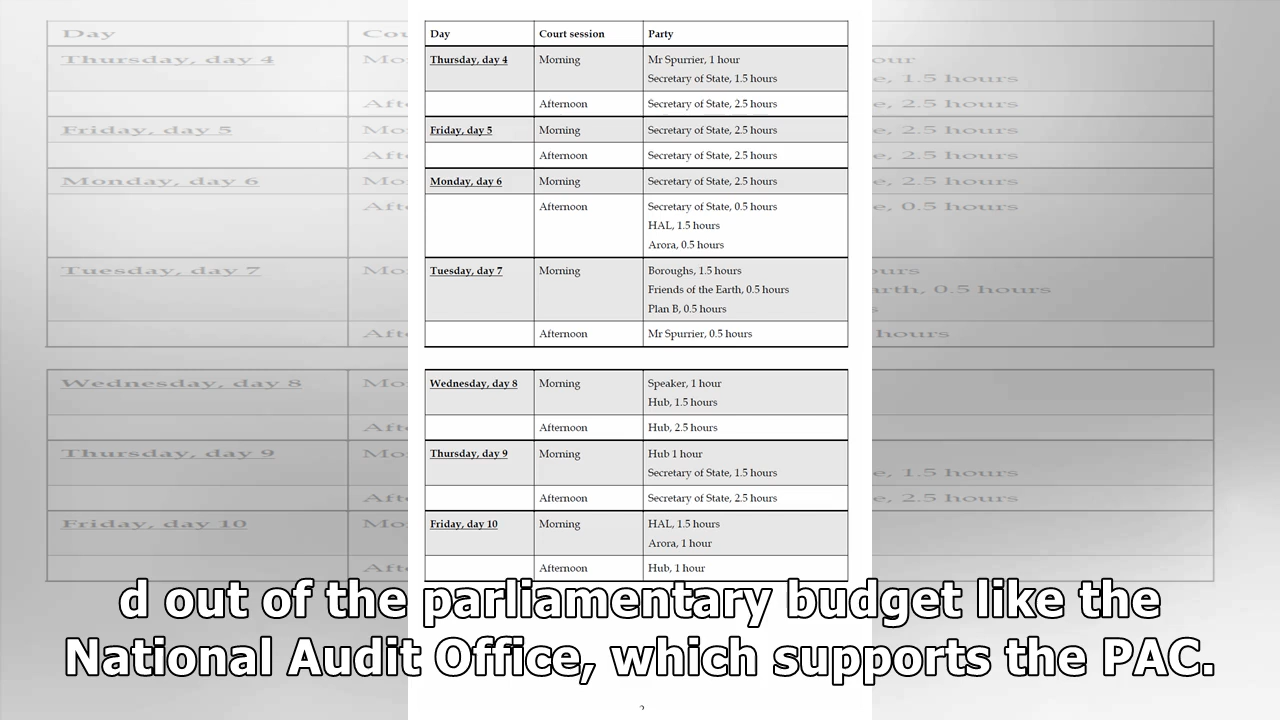 Day Court session Party
Thursday, day 4 Morning Mr Spurrier, 1 hour
Secretary of State, 1.5 hours
Afternoon Secretary of State, 2.5 hours
Friday, day 5 Morning Secretary of State, 2.5 hours
Afternoon Secretary of State, 2.5 hours
Monday, day 6 Morning Secretary of State, 2.5 hours
Afternoon Secretary of State, 0.5 hours
HAL, 1.5 hours
Arora, 0.5 hours
Tuesday, day 7 Morning Boroughs, 1.5 hours
Friends of the Earth, 0.5 hours
Plan B, 0.5 hours
Afternoon Mr Spurrier, 0.5 hours
Wednesday, day 8 Morning Speaker, 1 hour
Hub, 1.5 hours
Afternoon Hub, 2.5 hours
Thursday, day 9 Morning Hub 1 hour
Secretary of State, 1.5 hours
Afternoon Secretary of State, 2.5 hours
Friday, day 10 Morning HAL, 1.5 hours
Arora, 1 hour
Afternoon Hub, 1 hour
d out of the parliamentary budget like the
National Audit Office, which supports the PAC.